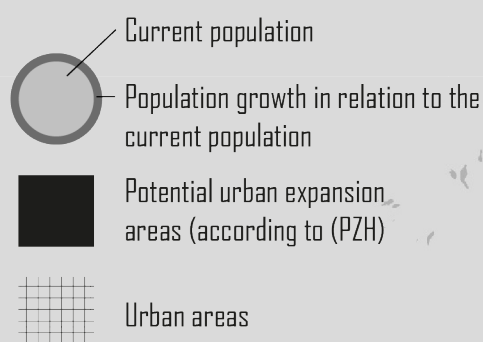 Current population
Population growth in relation to the
current population
Potential urban expansion
areas (according to (PZH)
Urban areas